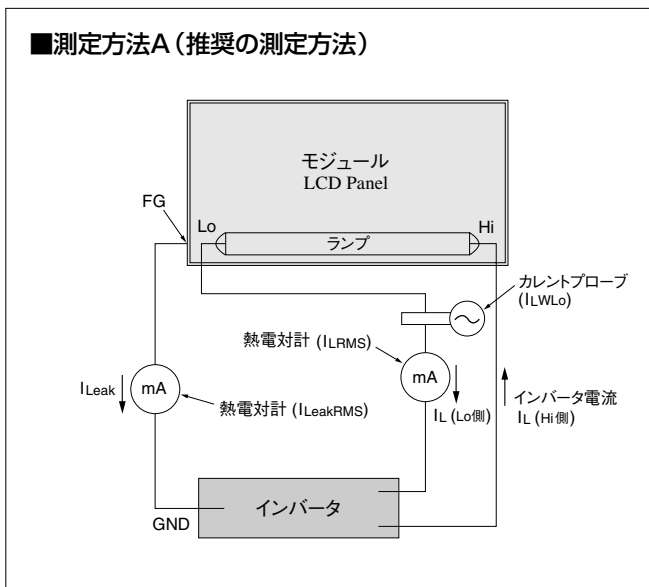 ■測定方法A(推奨の測定方法)
モジュール
LCD Panel
FG
Lo
Hi
ランプ
カレントプローブ
(ILWLo)
熱電対計 (ILRMS)
ILeak
mA
熱電対計 (ILeakRMS)
mA
IL (Lo側)
インバータ電流
IL (Hi側)
インバータ
GND